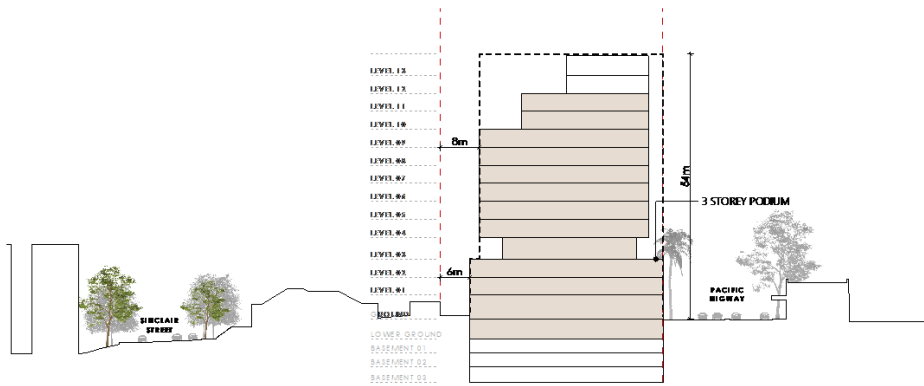 LEVEL 13
LEVEL 12
LEVEL 11
LEVEL 10
LEVEL 09
8m
LEVEL 08
LEVEL 07
64m
LEVEL 06
3 STOREY PODIUM
LEVEL 05
LEVEL 04
LEVEL 03
LEVEL 02
6m
LEVEL 01
PACIFIC
HIGWAY
GROUND
SINCLAIR
STREET
LOWER GROUND
BASEMENT 01
BASEMENT 02
BASEMENT 03